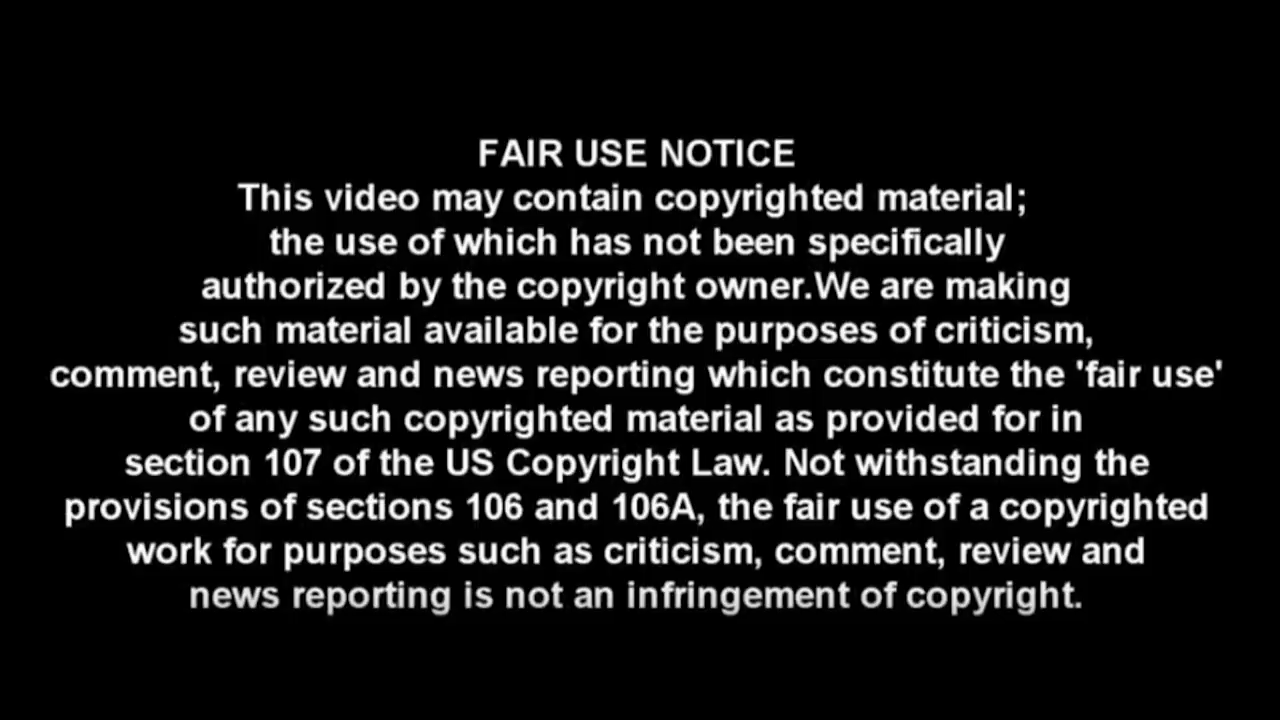 FAIR USE NOTICE
This video may contain copyrighted material;
the use of which has not been specifically
authorized by the copyright owner.We are making
such material available for the purposes of criticism,
comment, review and news reporting which constitute the 'fair use'
of any such copyrighted material as provided for in
section 107 of the US Copyright Law. Not withstanding the
provisions of sections 106 and 106A, the fair use of a copyrighted
work for purposes such as criticism, comment, review and
news reporting is not an infringement of copyright.